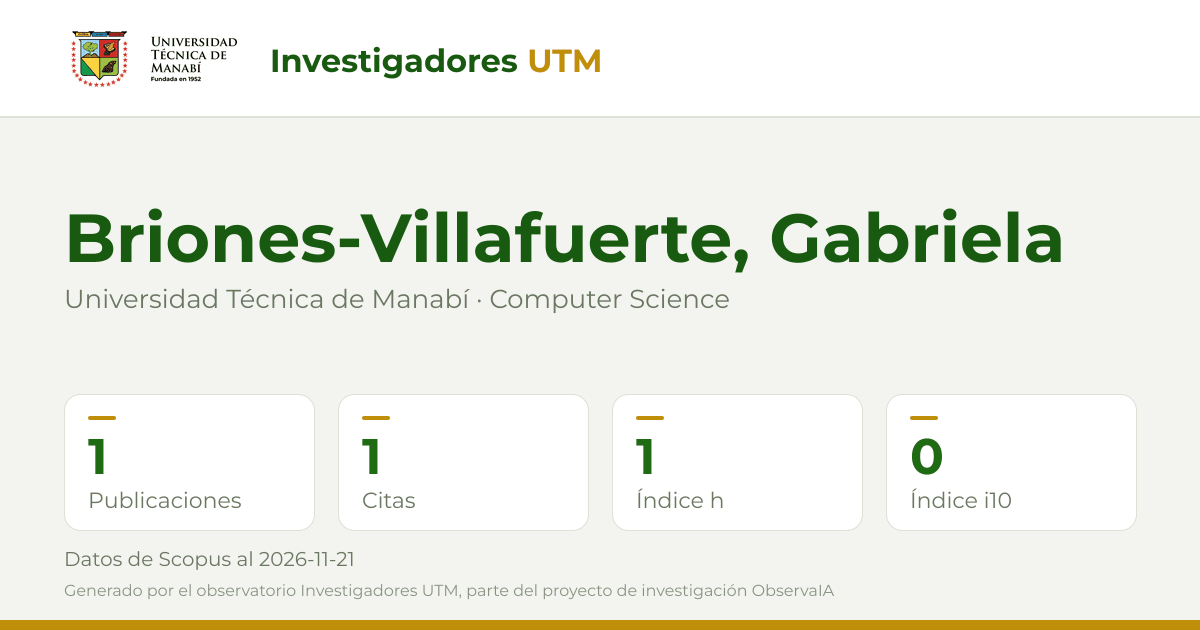 UNIVERSIDAD
TÉCNICA DE
MANABÍ
Fundada en 1952
Investigadores UTM
Briones-Villafuerte, Gabriela
Universidad Técnica de Manabí · Computer Science
1
Publicaciones
1
Citas
1
Índice h
0
Índice i10
Datos de Scopus al 2026-11-21
Generado por el observatorio Investigadores UTM, parte del proyecto de investigación ObservaIA